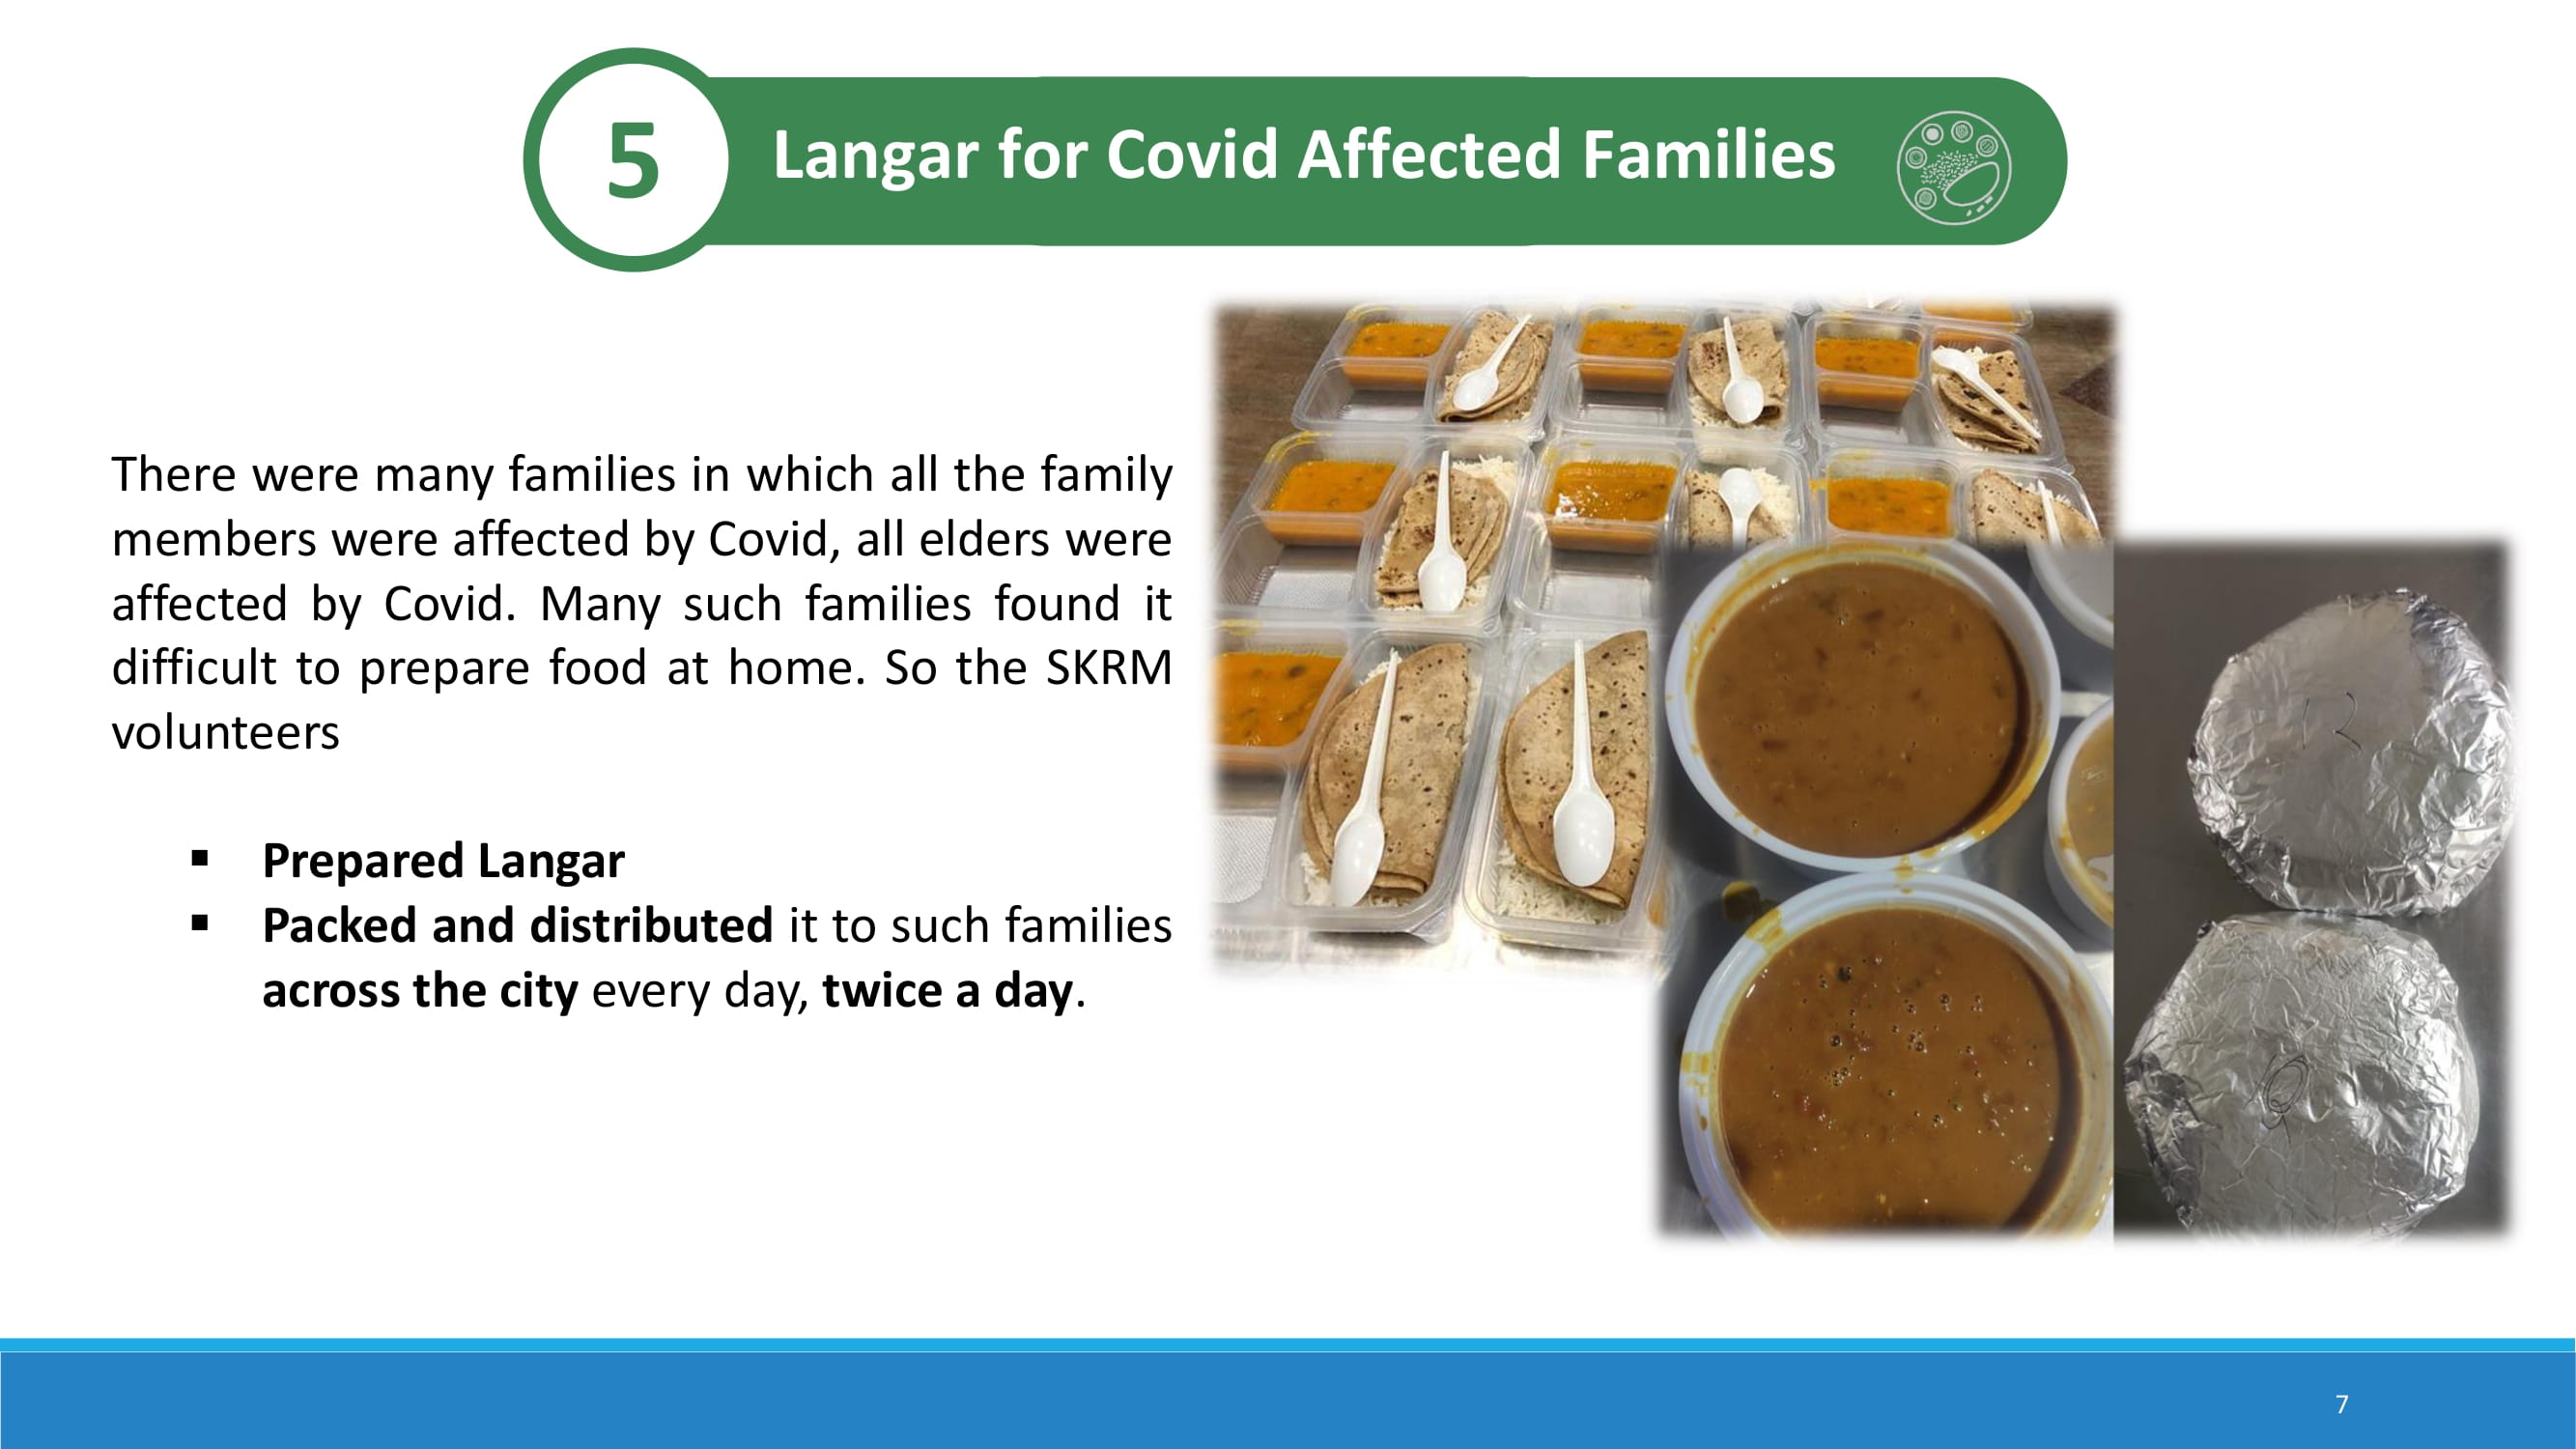 5
Langar for Covid Affected Families
There were many families in which all the family
members were affected by Covid, all elders were
affected by Covid. Many such families found it
difficult to prepare food at home. So the SKRM
volunteers
▪ Prepared Langar
▪ Packed and distributed it to such families
across the city every day, twice a day.
12
7